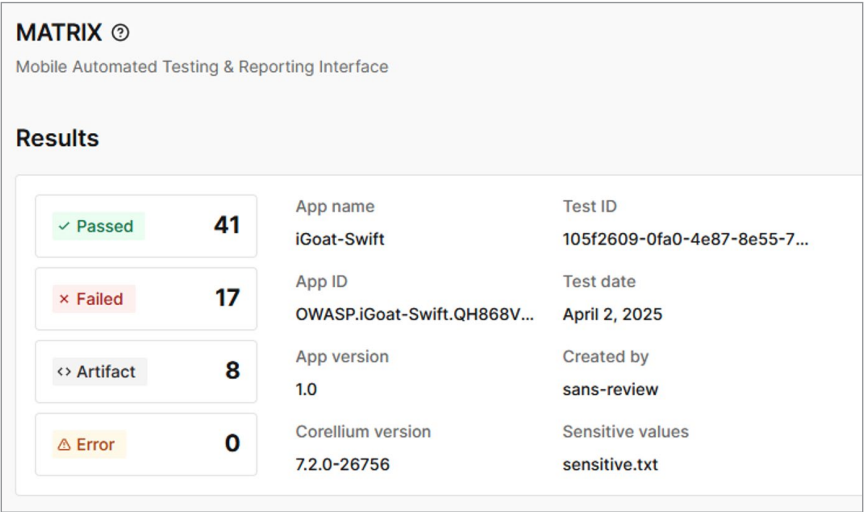 MATRIX
Mobile Automated Testing & Reporting Interface
Results
Passed 41
Failed 17
Artifact 8
Error 0
App name Test ID
iGoat-Swift 105f2609-0fa0-4e87-8e55-7...
App ID Test date
OWASP.iGoat-Swift.QH868V... April 2, 2025
App version Created by
1.0 sans-review
Corellium version Sensitive values
7.2.0-26756 sensitive.txt